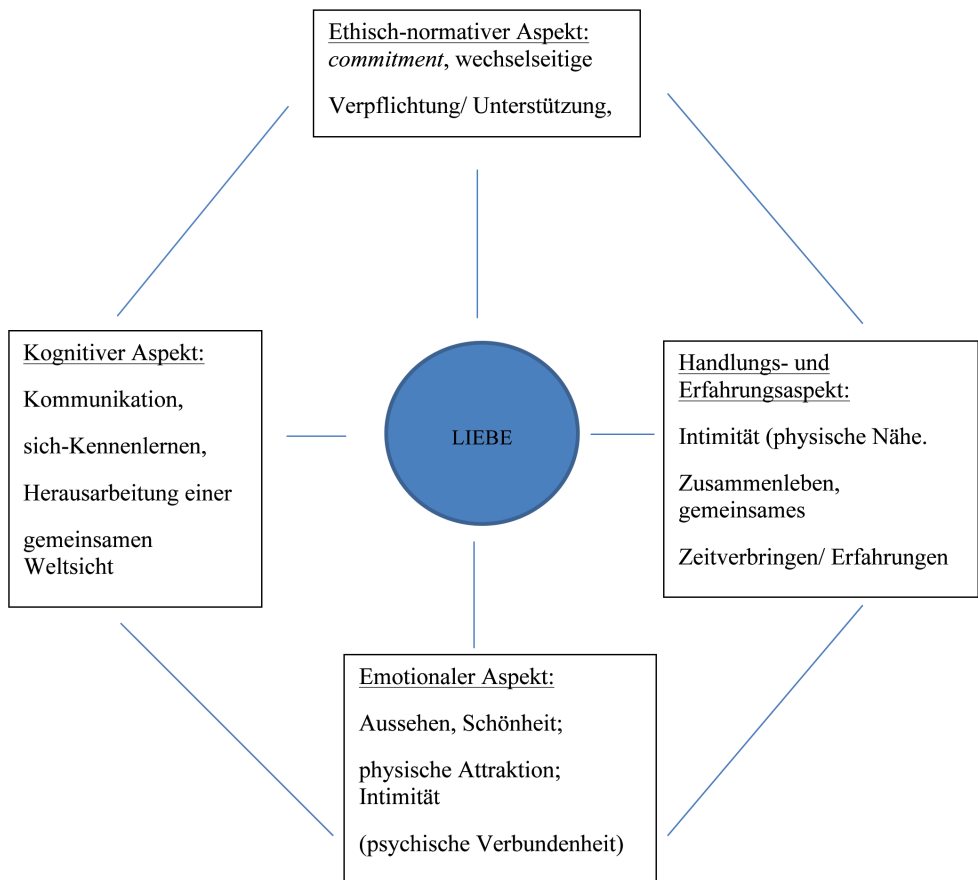 Ethisch-normativer Aspekt:
commitment, wechselseitige
Verpflichtung/ Unterstützung,
Kognitiver Aspekt:
Kommunikation,
sich-Kennenlernen,
Herausarbeitung einer
gemeinsamen
Weltsicht
LIEBE
Handlungs- und
Erfahrungsaspekt:
Intimität (physische Nähe.
Zusammenleben,
gemeinsames
Zeitverbringen/ Erfahrungen
Emotionaler Aspekt:
Aussehen, Schönheit;
physische Attraktion;
Intimität
(psychische Verbundenheit)